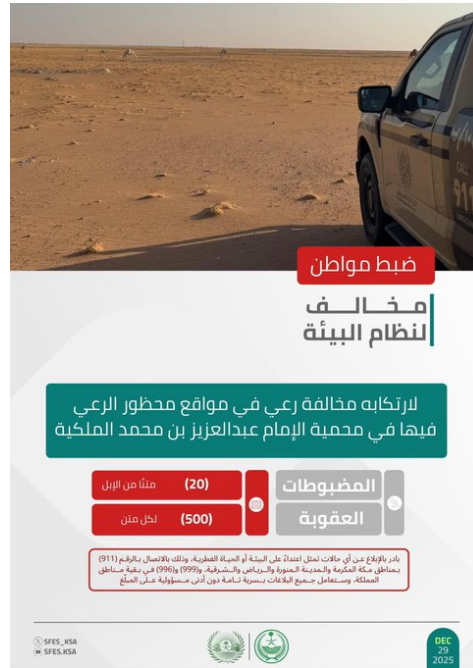 ضبط مواطن
مخالف
لنظام البيئة
لارتكابه مخالفة رعي في مواقع محظور الرعي
فيها في محمية الإمام عبدالعزيز بن محمد الملكية
المضبوطات
(20) متنًا من الإبل
العقوبة
(500) لكل متن
بادر بالإبلاغ عن أي حالات تمثل اعتداءً على البيئة أو الحياة الفطرية، وذلك بالاتصال بالرقم (911)
بمناطق مكة المكرمة والمدينة المنورة والرياض والشرقية، و(999) و(996) في بقية مناطق
المملكة، وستعامل جميع البلاغات بسرية تامة دون أدنى مسؤولية على المبلّغ
SFES_KSA
SFES.KSA
DEC
29
2025